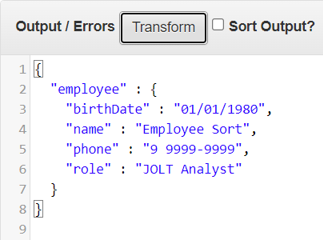 Output / Errors Transform Sort Output?
1 {
2   "employee" : {
3     "birthDate" : "01/01/1980",
4     "name" : "Employee Sort",
5     "phone" : "9 9999-9999",
6     "role" : "JOLT Analyst"
7   }
8 }
9